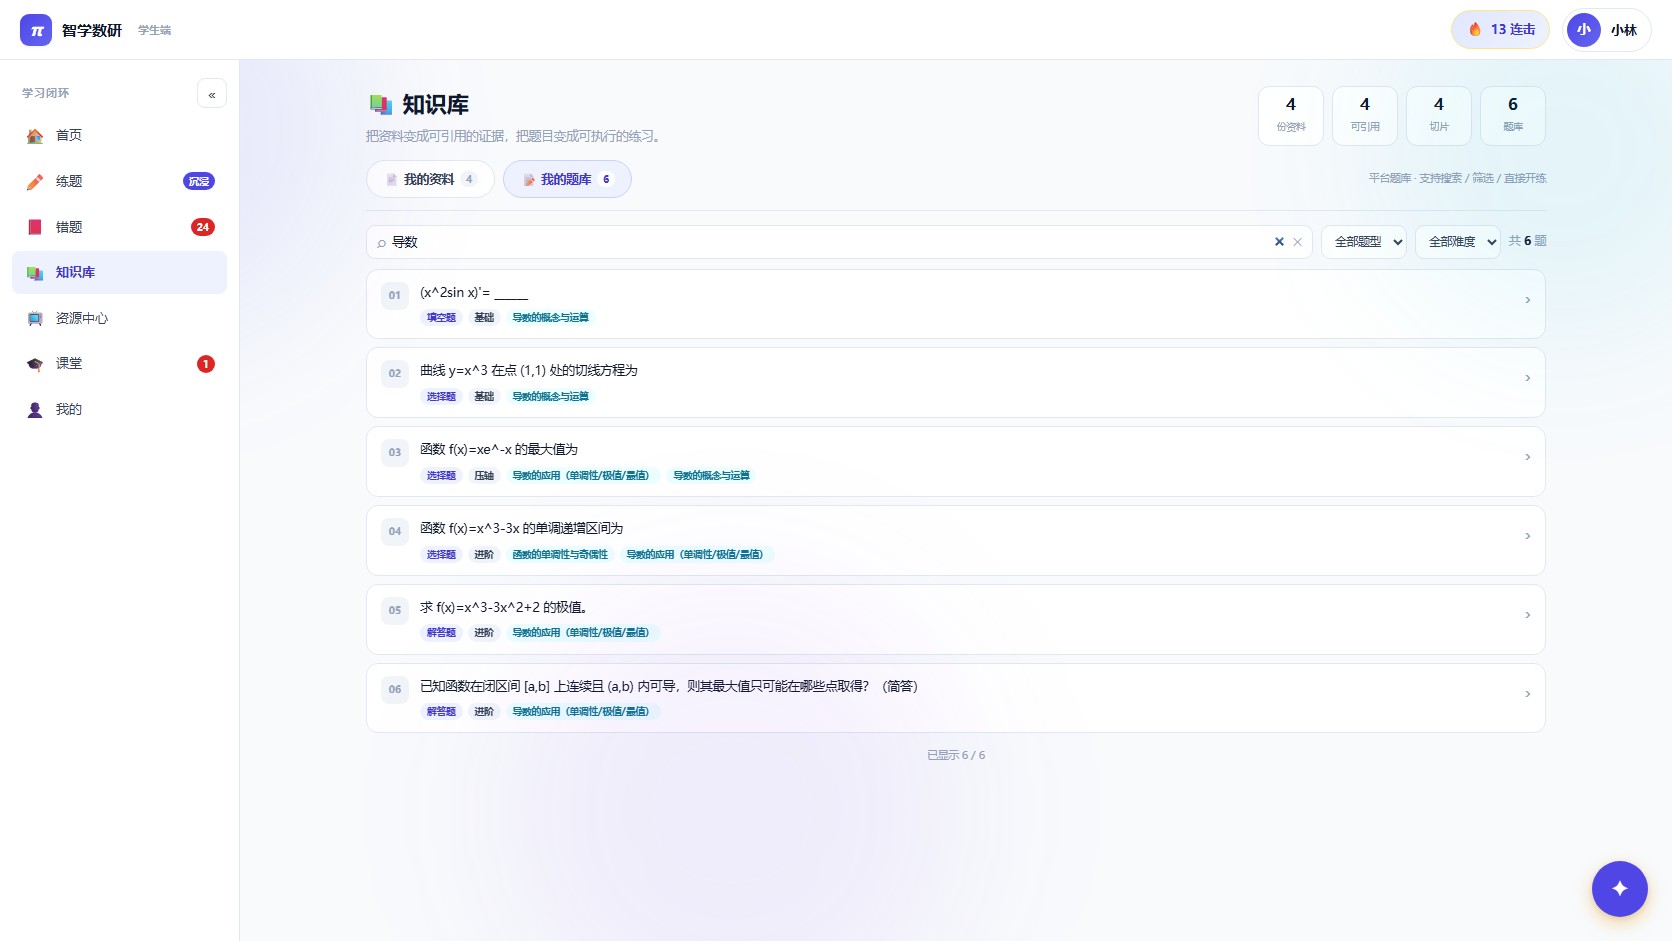 π 智学数研 学生端
13 连击 小 小林
学习闭环 «
首页
练题 沉浸
错题 24
知识库
资源中心
课堂 1
我的
知识库
把资料变成可引用的证据，把题目变成可执行的练习。
4 份资料
4 可引用
4 切片
6 题库
我的资料 4 我的题库 6
平台题库 · 支持搜索 / 筛选 / 直接开练
导数 全部题型 全部难度 共 6 题
01 (x^2sin x)'= ______
填空题 基础 导数的概念与运算
02 曲线 y=x^3 在点 (1,1) 处的切线方程为
选择题 基础 导数的概念与运算
03 函数 f(x)=xe^-x 的最大值为
选择题 压轴 导数的应用（单调性/极值/最值） 导数的概念与运算
04 函数 f(x)=x^3-3x 的单调递增区间为
选择题 进阶 函数的单调性与奇偶性 导数的应用（单调性/极值/最值）
05 求 f(x)=x^3-3x^2+2 的极值。
解答题 进阶 导数的应用（单调性/极值/最值）
06 已知函数在闭区间 [a,b] 上连续且 (a,b) 内可导，则其最大值只可能在哪些点取得？（简答）
解答题 进阶 导数的应用（单调性/极值/最值）
已显示 6 / 6